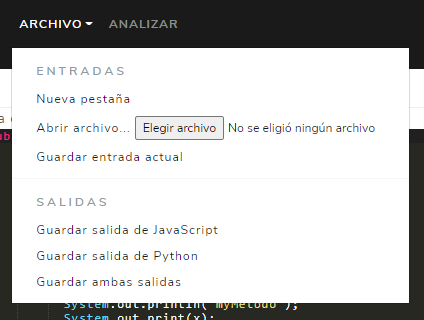 ARCHIVO ANALIZAR
ENTRADAS
Nueva pestaña
Abrir archivo... Elegir archivo No se eligió ningún archivo
Guardar entrada actual
SALIDAS
Guardar salida de JavaScript
Guardar salida de Python
Guardar ambas salidas
System.out.println("myMetodo");
System.out.print(x);